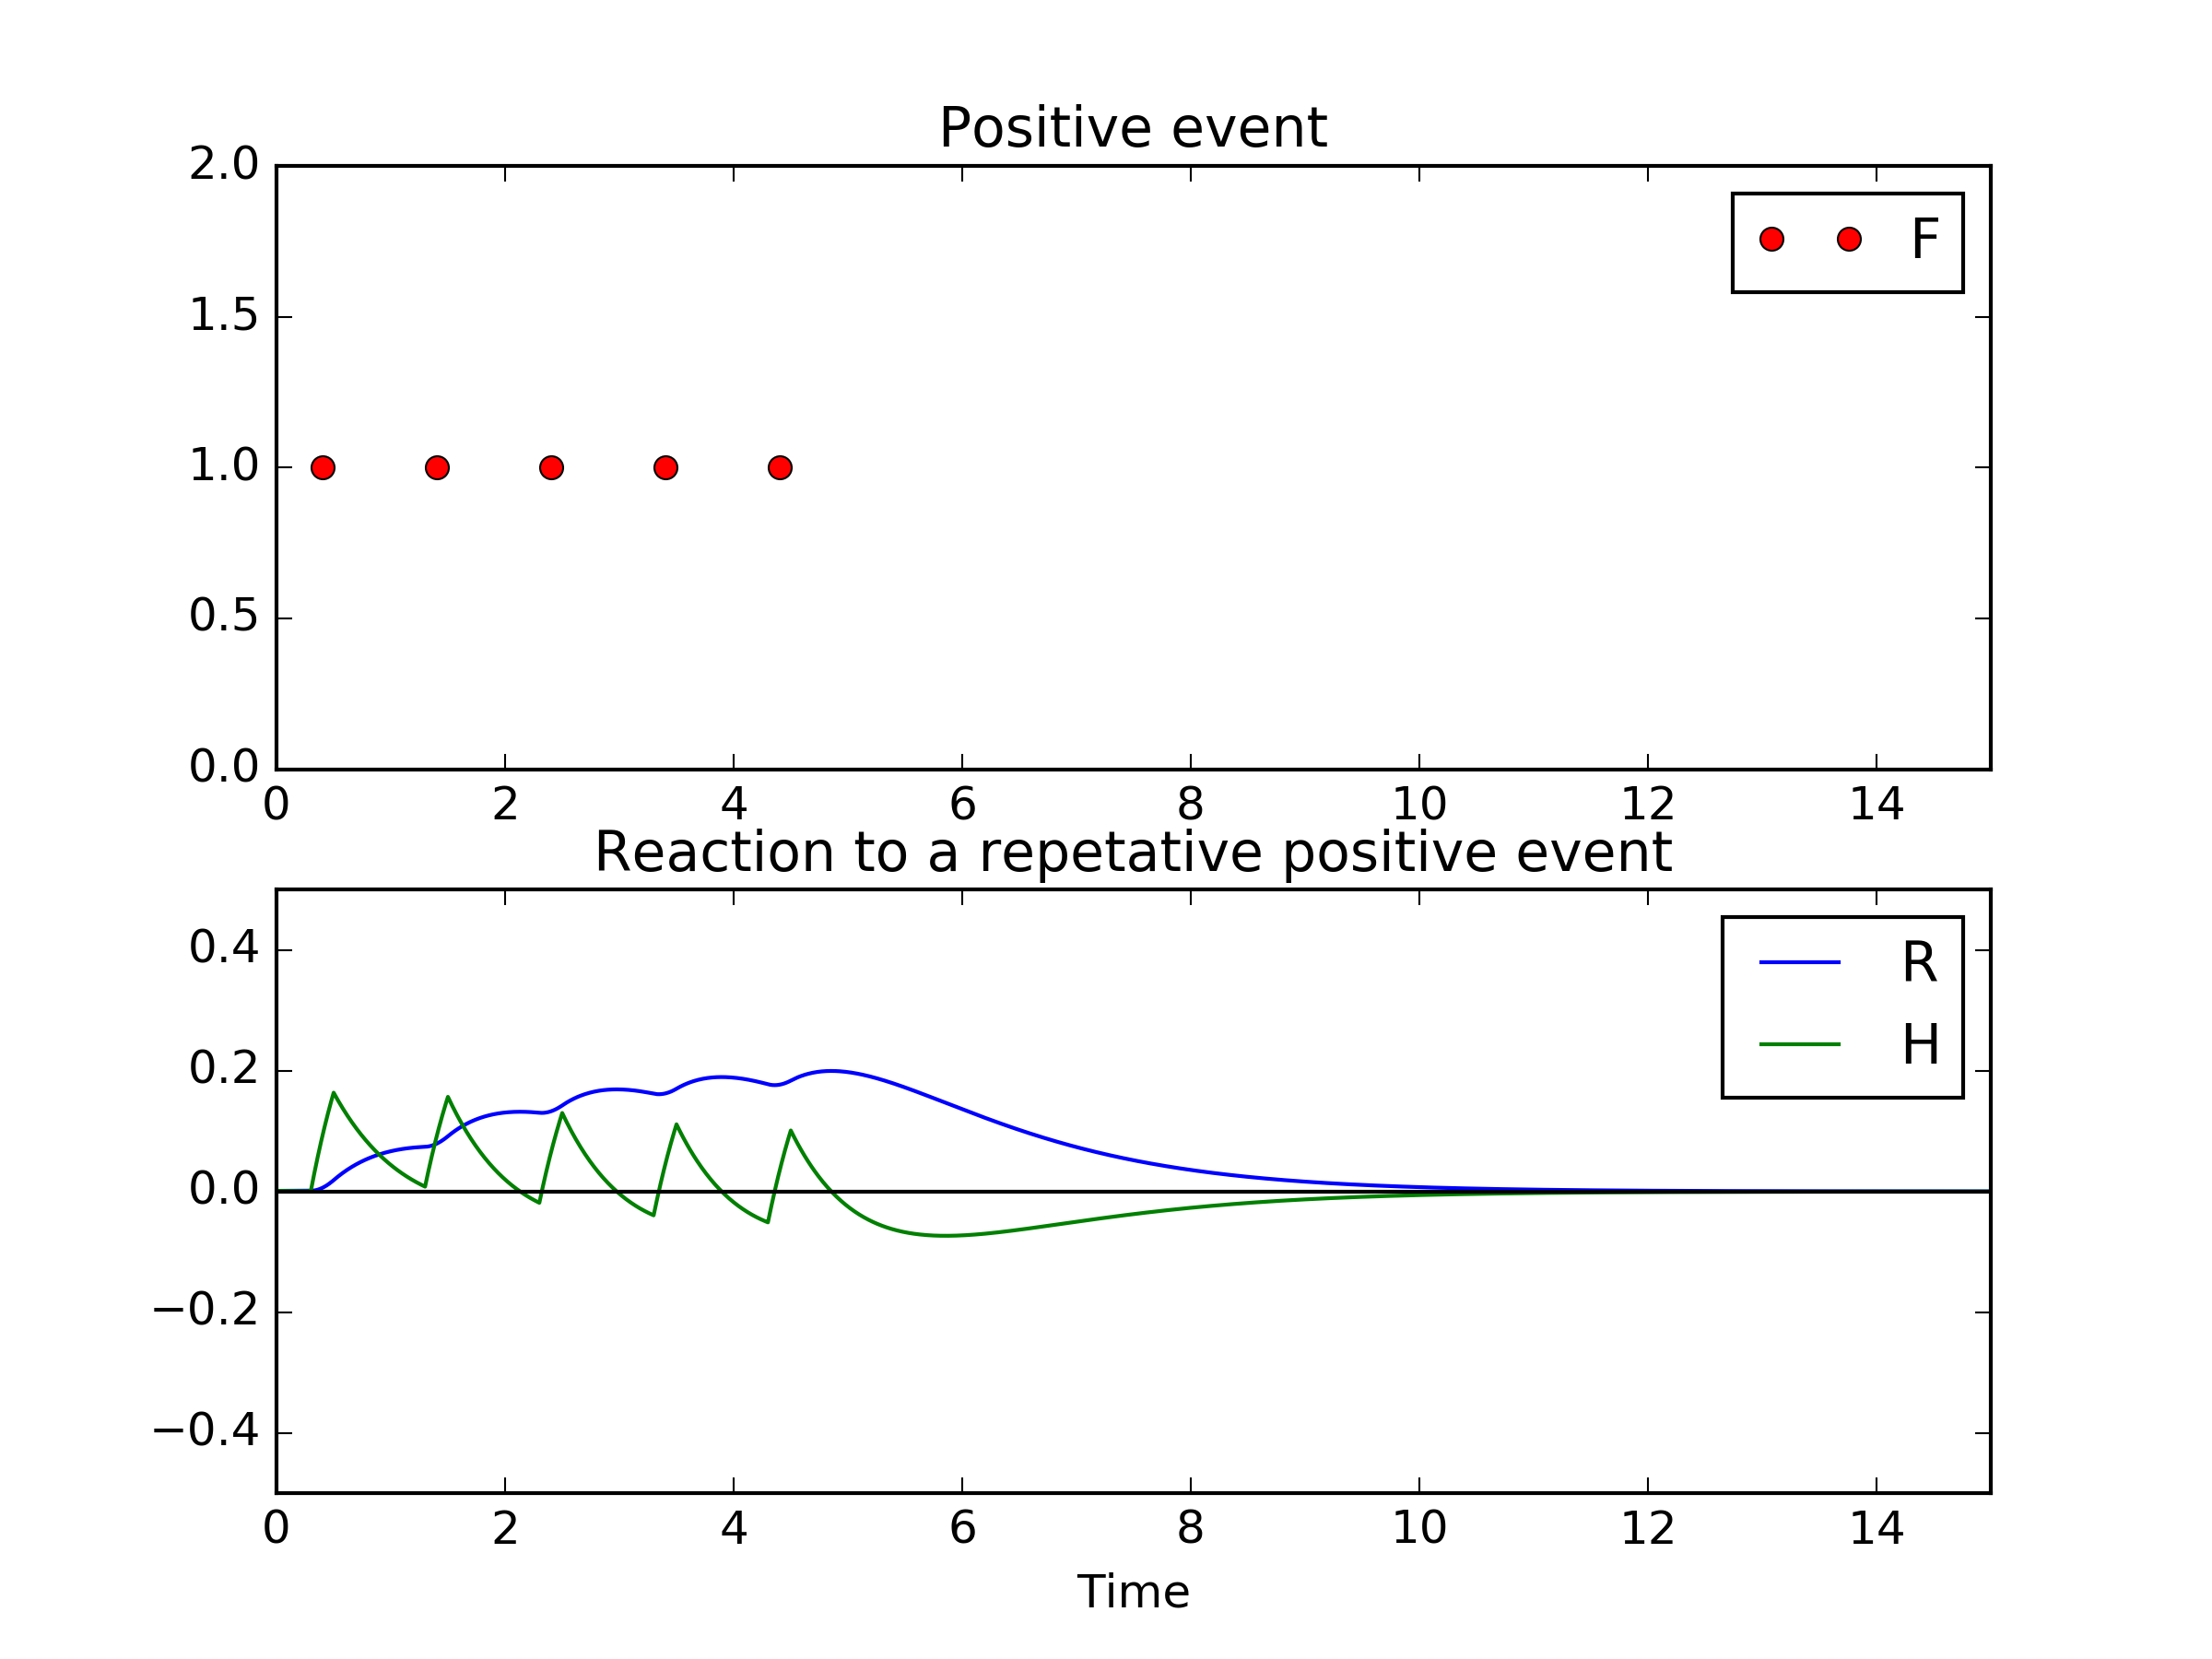 Positive event
2.0
F
1.5
1.0
0.5
0.0
0 2 4 6 8 10 12 14
Reaction to a repetative positive event
0.4
R
H
0.2
0.0
−0.2
−0.4
0 2 4 6 8 10 12 14
Time